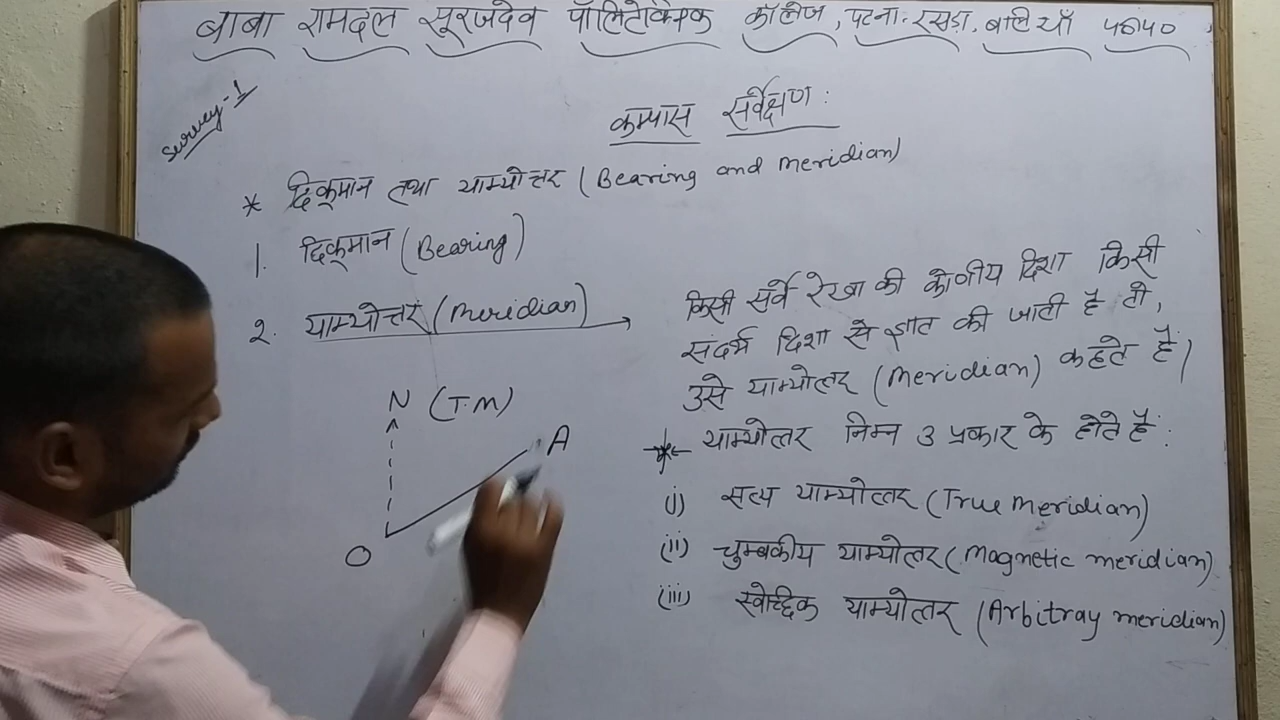 बाबा रामदल सूरजदेव पॉलिटेक्निक कॉलेज, पटना, रसड़ा, बालियाँ उ०प्र०
Survey-1
कम्पास सर्वेक्षण:
* दिक्मान तथा याम्योत्तर (Bearing and meridian)
1. दिक्मान (Bearing)
2. याम्योत्तर (meridian) →
किसी सर्वे रेखा की कोणीय दिशा किसी
संदर्भ दिशा से ज्ञात की जाती है तो,
उसे याम्योत्तर (Meridian) कहते हैं।
* याम्योत्तर निम्न 3 प्रकार के होते हैं:
(i) सत्य याम्योत्तर (True meridian)
(ii) चुम्बकीय याम्योत्तर (Magnetic meridian)
(iii) स्वेच्छिक याम्योत्तर (Arbitray meridian)
N (T.M)
A
O